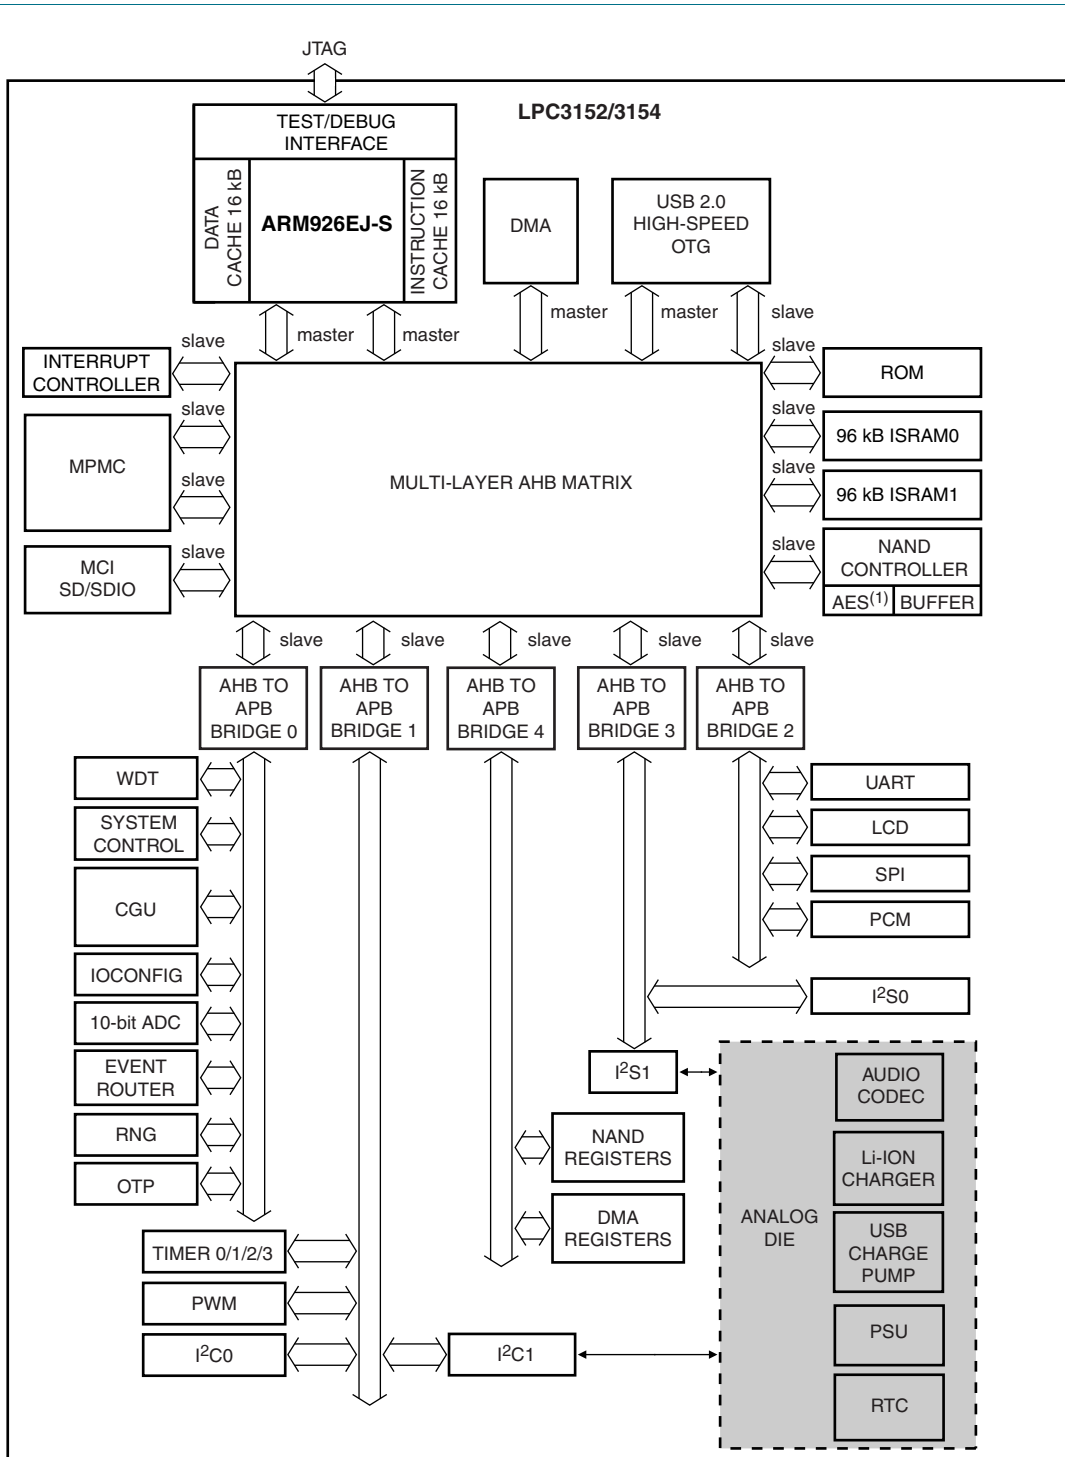 JTAG
LPC3152/3154
TEST/DEBUG
INTERFACE
DATA
CACHE 16 kB
ARM926EJ-S
INSTRUCTION
CACHE 16 kB
DMA
USB 2.0
HIGH-SPEED
OTG
master
master
master
master
slave
slave
INTERRUPT
CONTROLLER
slave
ROM
slave
MPMC
slave
slave
96 kB ISRAM0
slave
96 kB ISRAM1
MULTI-LAYER AHB MATRIX
slave
MCI
SD/SDIO
slave
NAND
CONTROLLER
AES(1)
BUFFER
slave
slave
slave
slave
slave
AHB TO
APB
BRIDGE 0
AHB TO
APB
BRIDGE 1
AHB TO
APB
BRIDGE 4
AHB TO
APB
BRIDGE 3
AHB TO
APB
BRIDGE 2
WDT
SYSTEM
CONTROL
CGU
IOCONFIG
10-bit ADC
EVENT
ROUTER
RNG
OTP
UART
LCD
SPI
PCM
I2S0
I2S1
NAND
REGISTERS
DMA
REGISTERS
TIMER 0/1/2/3
PWM
I2C0
I2C1
ANALOG
DIE
AUDIO
CODEC
Li-ION
CHARGER
USB
CHARGE
PUMP
PSU
RTC